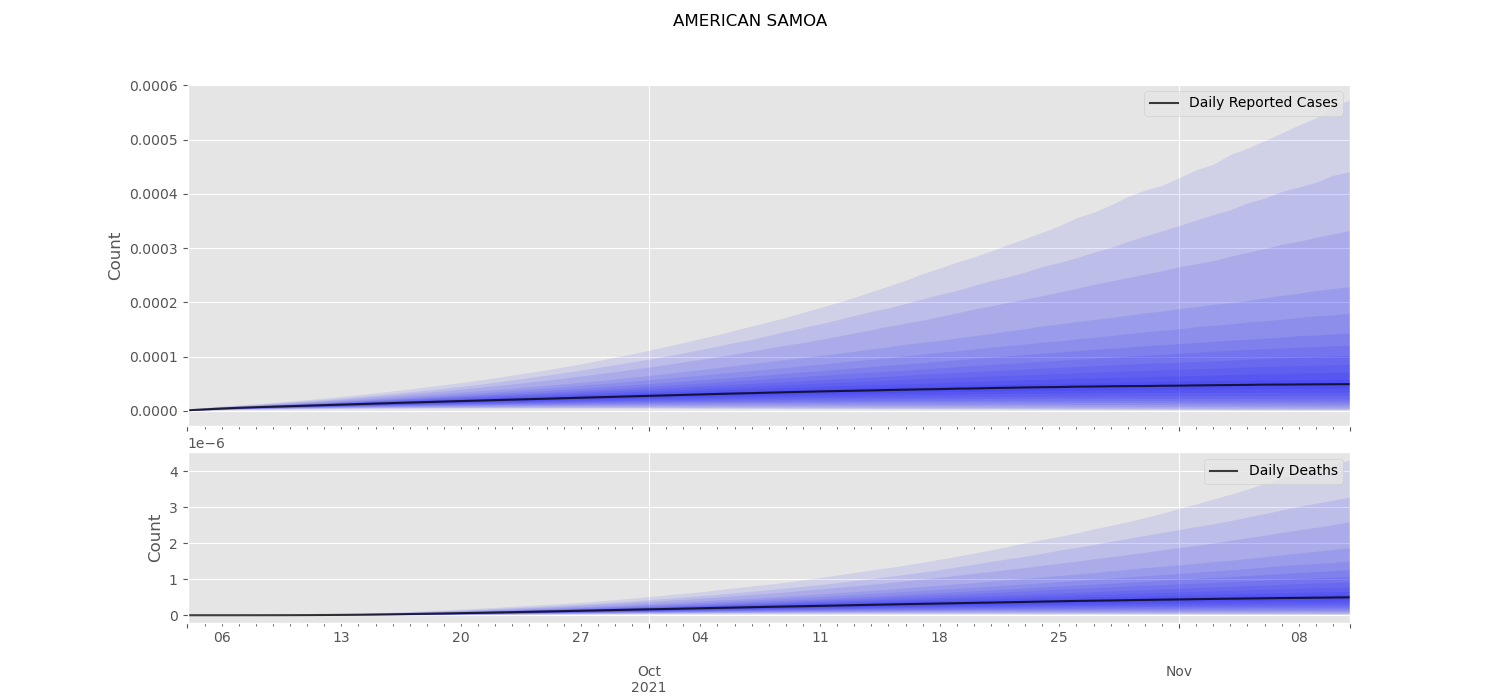 AMERICAN SAMOA
0.0006
0.0005
0.0004
0.0003
0.0002
0.0001
0.0000
Count
Daily Reported Cases
1e−6
4
3
2
1
0
Count
Daily Deaths
06 13 20 27 04 11 18 25 08
Oct Nov
2021